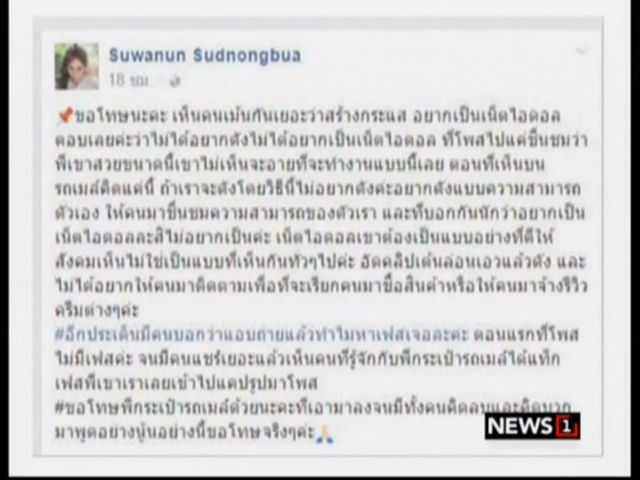 Suwanun Sudnongbua
18 ชม
📌ขอโทษนะคะ เห็นคนเม้นกันเยอะว่าสร้างกระแส อยากเป็นเน็ตไอดอล
ตอบเลยค่ะว่าไม่ได้อยากดังไม่ได้อยากเป็นเน็ตไอดอล ที่โพสไปแค่ชื่นชมว่า
พี่เขาสวยขนาดนี้เขาไม่เห็นจะอายที่จะทำงานแบบนี้เลย ตอนที่เห็นบน
รถเมล์คิดแค่นี้ ถ้าเราจะดังโดยวิธีนี้ไม่อยากดังค่ะอยากดังแบบความสามารถ
ตัวเอง ให้คนมาชื่นชมความสามารถของตัวเรา และที่บอกกันนักว่าอยากเป็น
เน็ตไอดอลละสิไม่อยากเป็นค่ะ เน็ตไอดอลเขาต้องเป็นแบบอย่างที่ดีให้
สังคมเห็นไม่ใช่เป็นแบบที่เห็นกันทั่วๆไปค่ะ อัดคลิปเต้นล่อนเอวแล้วดัง และ
ไม่ได้อยากให้คนมาติดตามเพื่อที่จะเรียกคนมาซื้อสินค้าหรือให้คนมาจ้างรีวิว
ครีมต่างๆค่ะ
#อีกประเด็นมีคนบอกว่าแอบถ่ายแล้วทำไมหาเฟสเจอละคะ ตอนแรกที่โพส
ไม่มีเฟสค่ะ จนมีคนแชร์เยอะแล้วเห็นคนที่รู้จักกับพี่กระเป๋ารถเมล์ได้แท็ก
เฟสพี่เขาเราเลยเข้าไปแคปรูปมาโพส
#ขอโทษพี่กระเป๋ารถเมล์ด้วยนะคะที่เอามาลงจนมีทั้งคนคิดลบและคิดบวก
มาพูดอย่างนู้นอย่างนี้ขอโทษจริงๆค่ะ🙏
NEWS 1